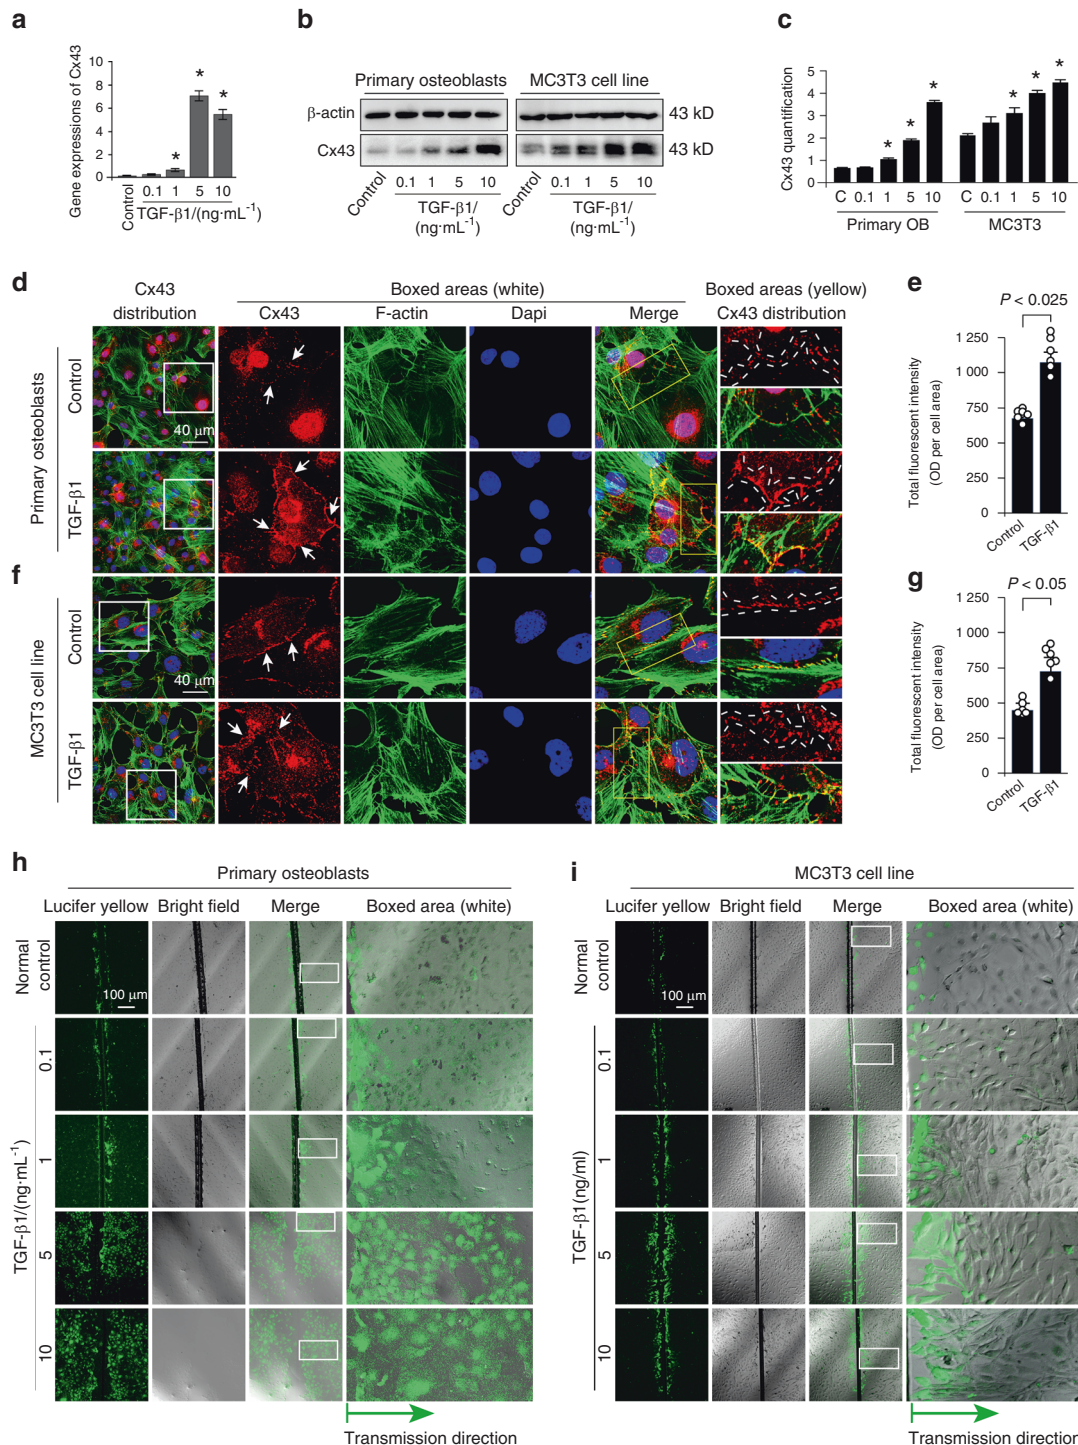 a
Gene expressions of Cx43
10
8
6
4
2
0
*
*
*
Control
0.1 1 5 10
TGF-β1/(ng·mL⁻¹)
b
Primary osteoblasts MC3T3 cell line
β-actin 43 kD
Cx43 43 kD
Control 0.1 1 5 10 Control 0.1 1 5 10
TGF-β1/ TGF-β1/
(ng·mL⁻¹) (ng·mL⁻¹)
c
Cx43 quantification
5
4
3
2
1
0
* * * * * *
C 0.1 1 5 10 C 0.1 1 5 10
Primary OB MC3T3
d
Cx43 distribution
Boxed areas (white)
Cx43 F-actin Dapi Merge
Boxed areas (yellow)
Cx43 distribution
Primary osteoblasts
Control
40 μm
TGF-β1
e
P < 0.025
Total fluorescent intensity
(OD per cell area)
1 250
1 000
750
500
250
0
Control TGF-β1
f
MC3T3 cell line
Control
40 μm
TGF-β1
g
P < 0.05
Total fluorescent intensity
(OD per cell area)
1 250
1 000
750
500
250
0
Control TGF-β1
h
Primary osteoblasts
Lucifer yellow Bright field Merge Boxed area (white)
Normal control
100 μm
TGF-β1/(ng·mL⁻¹)
0.1
1
5
10
Transmission direction
i
MC3T3 cell line
Lucifer yellow Bright field Merge Boxed area (white)
Normal control
100 μm
TGF-β1(ng/ml)
0.1
1
5
10
Transmission direction